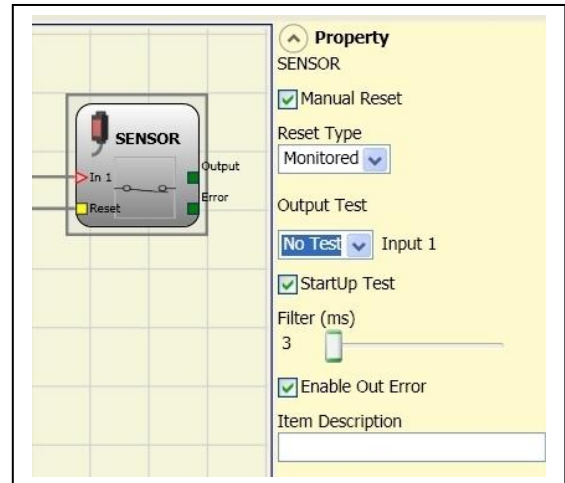 SENSOR
In 1
Output
Error
Reset
Property
SENSOR
Manual Reset
Reset Type
Monitored
Output Test
No Test Input 1
StartUp Test
Filter (ms)
3
Enable Out Error
Item Description